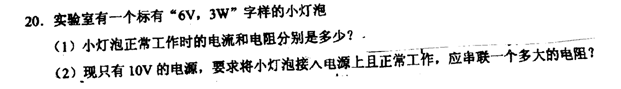 20．实验室有一个标有“6V，3W”字样的小灯泡
（1）小灯泡正常工作时的电流和电阻分别是多少？
（2）现只有 10V 的电源，要求将小灯泡接入电源上且正常工作，应串联一个多大的电阻？